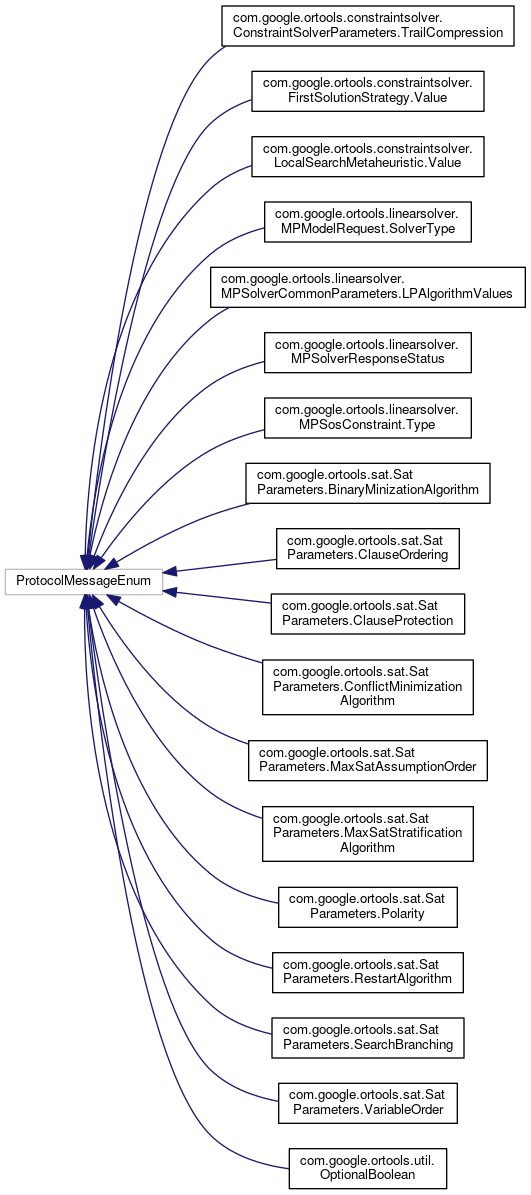 com.google.ortools.constraintsolver.
ConstraintSolverParameters.TrailCompression
com.google.ortools.constraintsolver.
FirstSolutionStrategy.Value
com.google.ortools.constraintsolver.
LocalSearchMetaheuristic.Value
com.google.ortools.linearsolver.
MPModelRequest.SolverType
com.google.ortools.linearsolver.
MPSolverCommonParameters.LPAlgorithmValues
com.google.ortools.linearsolver.
MPSolverResponseStatus
com.google.ortools.linearsolver.
MPSosConstraint.Type
com.google.ortools.sat.Sat
Parameters.BinaryMinizationAlgorithm
com.google.ortools.sat.Sat
Parameters.ClauseOrdering
ProtocolMessageEnum
com.google.ortools.sat.Sat
Parameters.ClauseProtection
com.google.ortools.sat.Sat
Parameters.ConflictMinimization
Algorithm
com.google.ortools.sat.Sat
Parameters.MaxSatAssumptionOrder
com.google.ortools.sat.Sat
Parameters.MaxSatStratification
Algorithm
com.google.ortools.sat.Sat
Parameters.Polarity
com.google.ortools.sat.Sat
Parameters.RestartAlgorithm
com.google.ortools.sat.Sat
Parameters.SearchBranching
com.google.ortools.sat.Sat
Parameters.VariableOrder
com.google.ortools.util.
OptionalBoolean